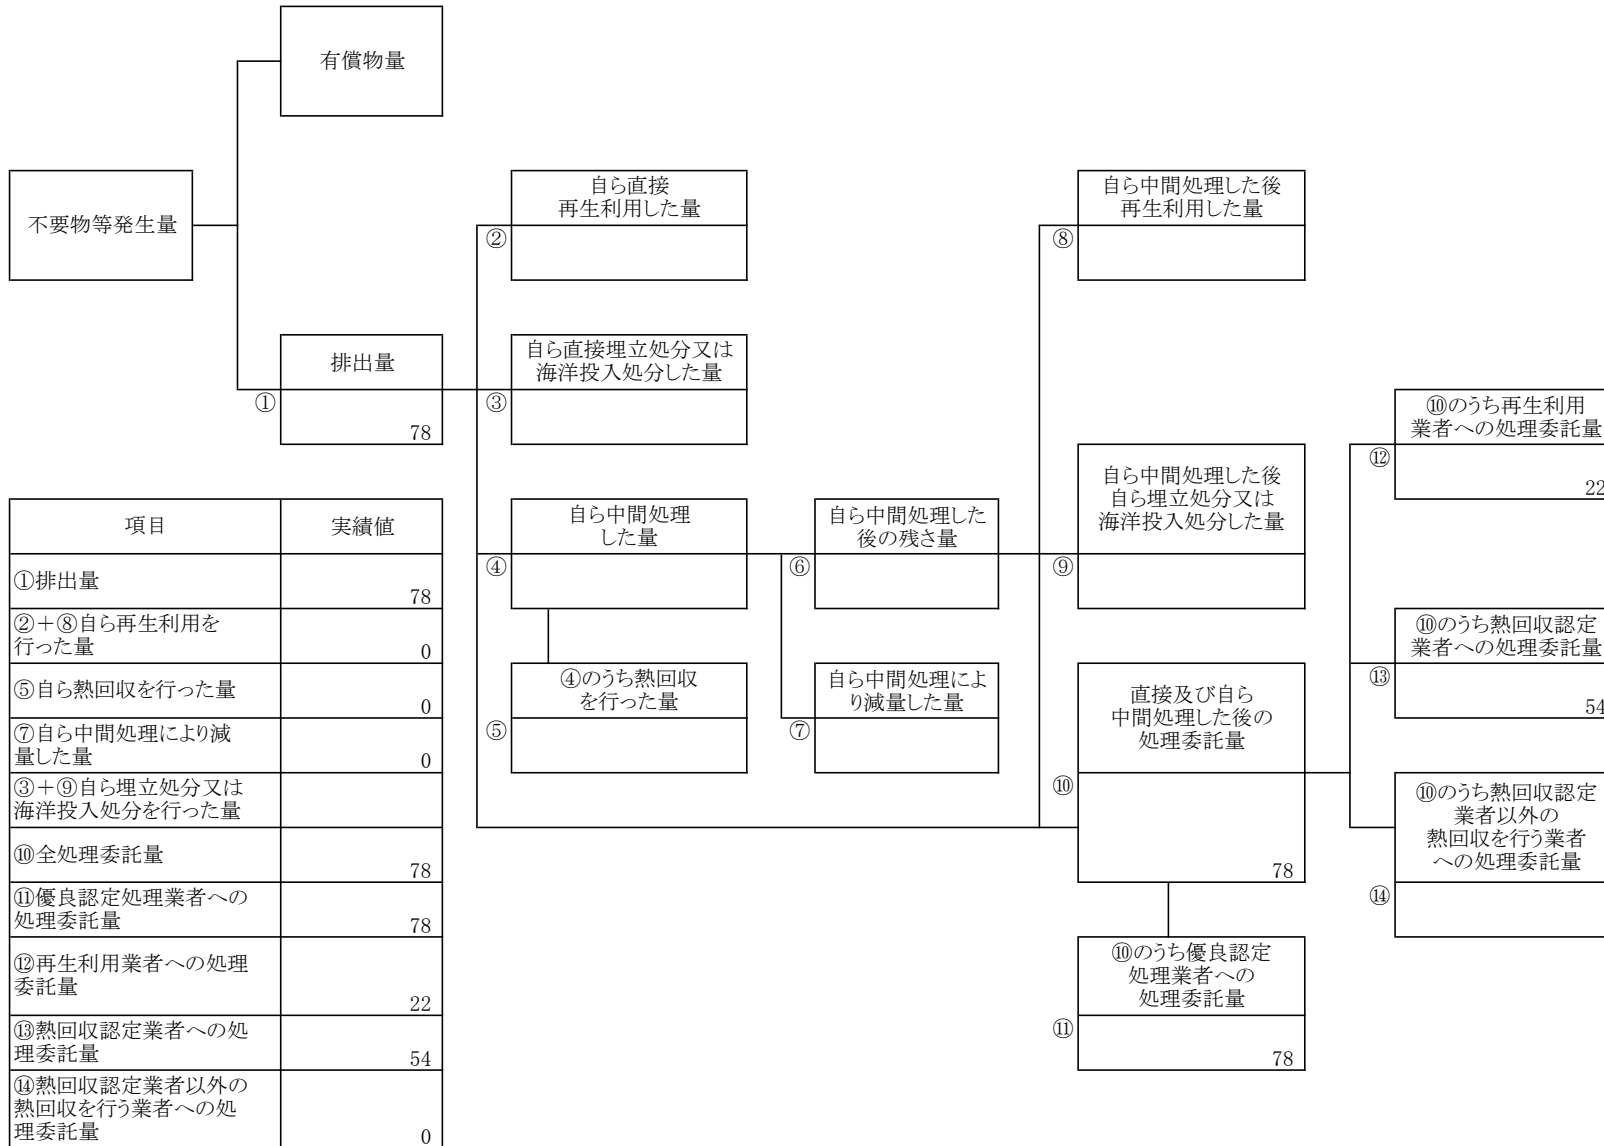 有償物量
不要物等発生量
自ら直接
再生利用した量
②
自ら中間処理した後
再生利用した量
⑧
排出量
①
78
自ら直接埋立処分又は
海洋投入処分した量
③
⑩のうち再生利用
業者への処理委託量
⑫
22
自ら中間処理
した量
④
自ら中間処理した
後の残さ量
⑥
自ら中間処理した後
自ら埋立処分又は
海洋投入処分した量
⑨
⑩のうち熱回収認定
業者への処理委託量
⑬
54
④のうち熱回収
を行った量
⑤
自ら中間処理によ
り減量した量
⑦
直接及び自ら
中間処理した後の
処理委託量
⑩
78
⑩のうち熱回収認定
業者以外の
熱回収を行う業者
への処理委託量
⑭
⑩のうち優良認定
処理業者への
処理委託量
⑪
78
項目 実績値
①排出量
78
②+⑧自ら再生利用を
行った量
0
⑤自ら熱回収を行った量
0
⑦自ら中間処理により減
量した量
0
③+⑨自ら埋立処分又は
海洋投入処分を行った量
⑩全処理委託量
78
⑪優良認定処理業者への
処理委託量
78
⑫再生利用業者への処理
委託量
22
⑬熱回収認定業者への処
理委託量
54
⑭熱回収認定業者以外の
熱回収を行う業者への処
理委託量
0